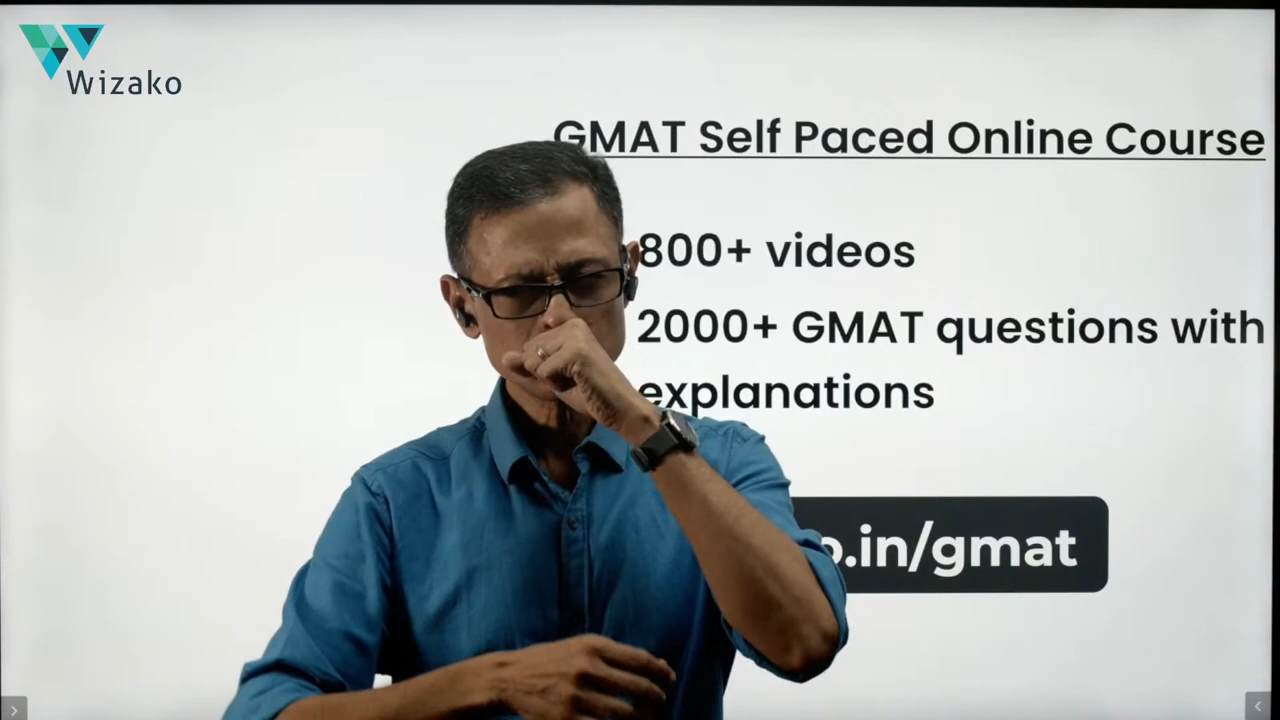 Wizako
GMAT Self Paced Online Course
800+ videos
2000+ GMAT questions with
explanations
o.in/gmat